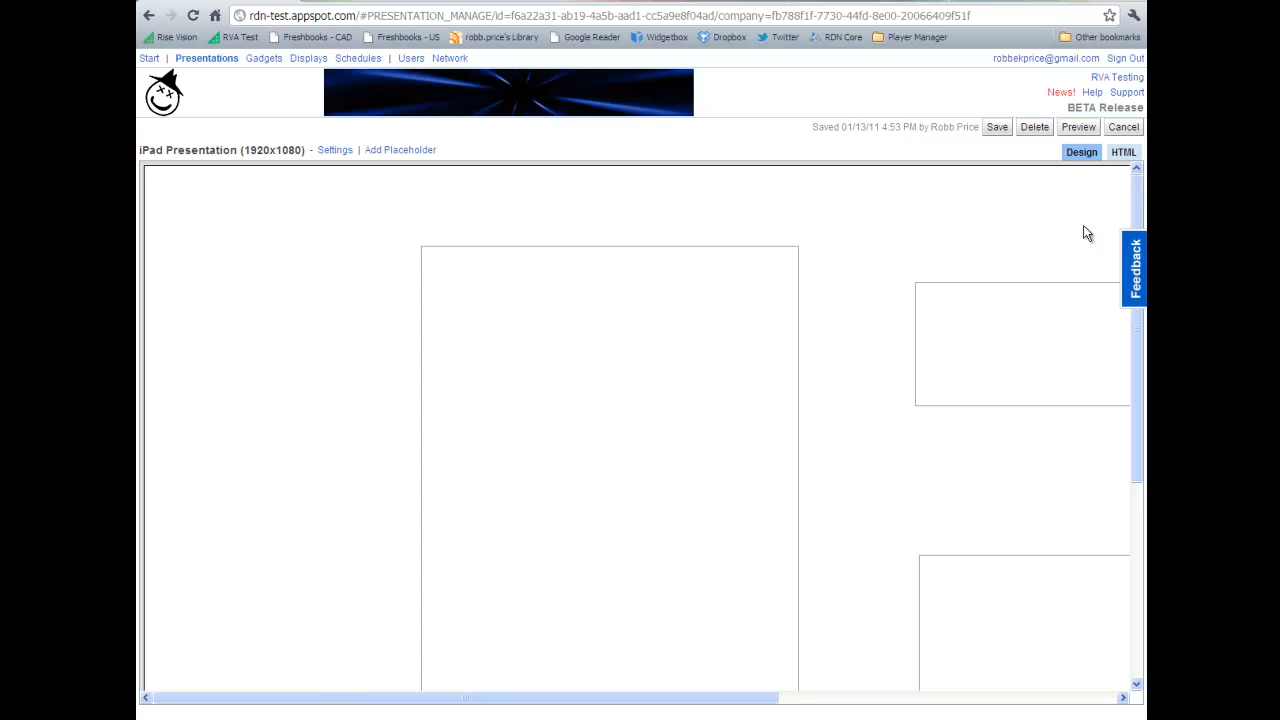 rdn-test.appspot.com/#PRESENTATION_MANAGE/id=f6a22a31-ab19-4a5b-aad1-cc5a9e8f04ad/company=fb788f1f-7730-44fd-8e00-20066409f51f
Rise Vision RVA Test Freshbooks - CAD Freshbooks - US robb.price's Library Google Reader Widgetbox Dropbox Twitter RDN Core Player Manager Other bookmarks
Start | Presentations Gadgets Displays Schedules | Users Network robbekprice@gmail.com Sign Out
RVA Testing
News! Help Support
BETA Release
Saved 01/13/11 4:53 PM by Robb Price Save Delete Preview Cancel
iPad Presentation (1920x1080) - Settings Add Placeholder Design HTML
Feedback